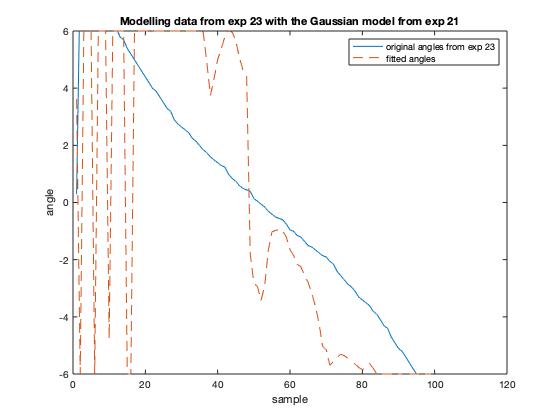 Modelling data from exp 23 with the Gaussian model from exp 21
original angles from exp 23
fitted angles
6
4
2
0
-2
-4
-6
angle
0
20
40
60
80
100
120
sample